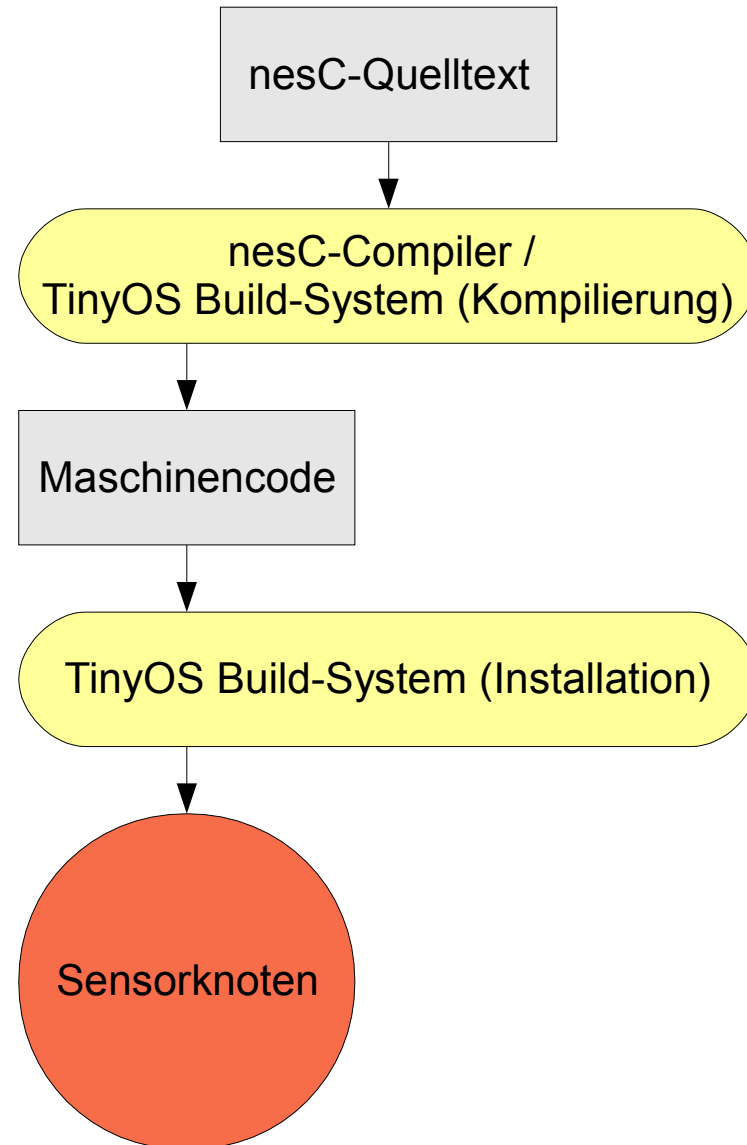 nesC-Quelltext
nesC-Compiler /
TinyOS Build-System (Kompilierung)
Maschinencode
TinyOS Build-System (Installation)
Sensorknoten